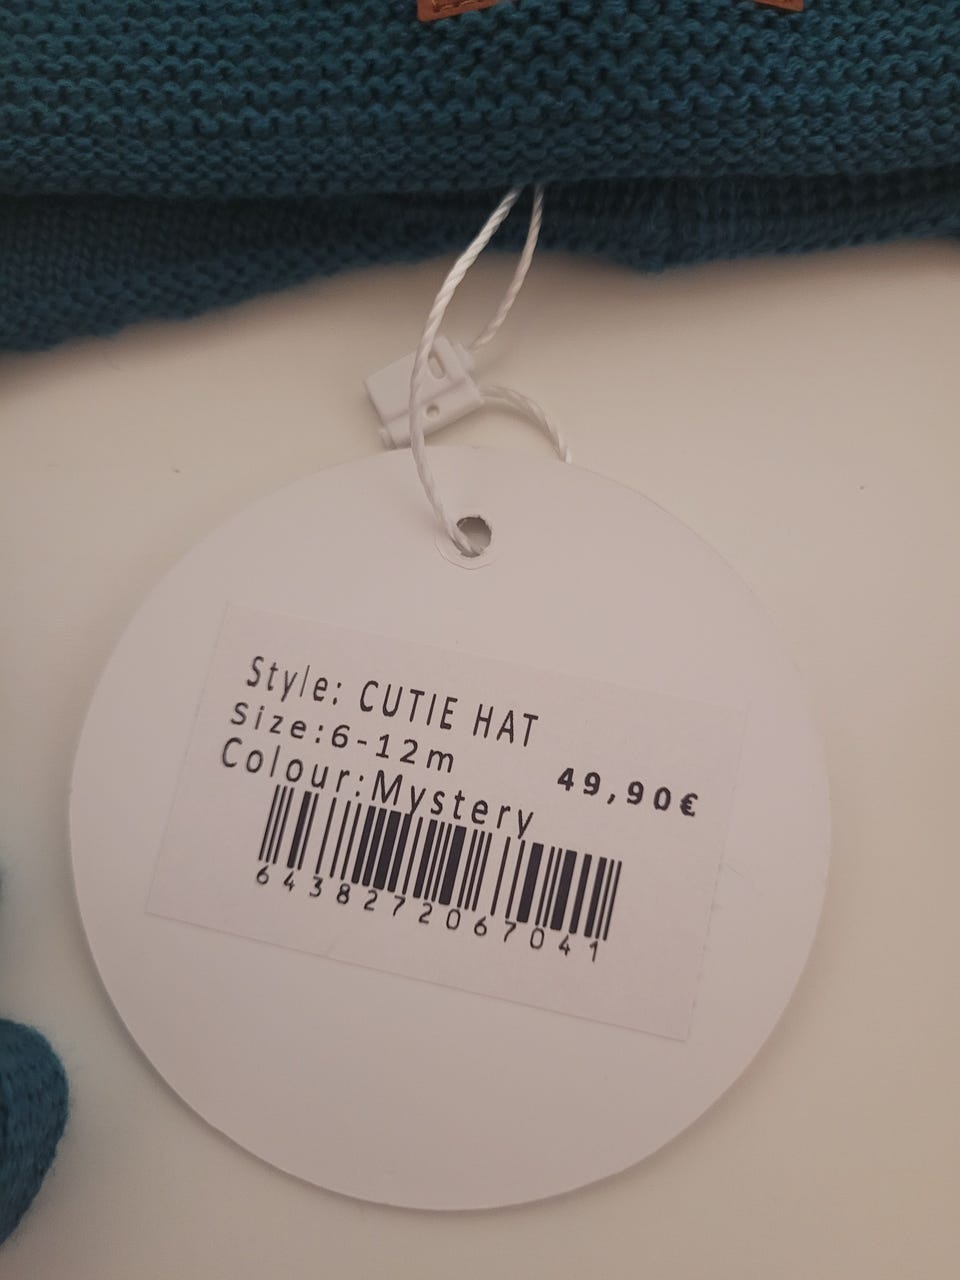 Style: CUTIE HAT
Size:6-12m
49,90€
Colour:Mystery
6438272067041